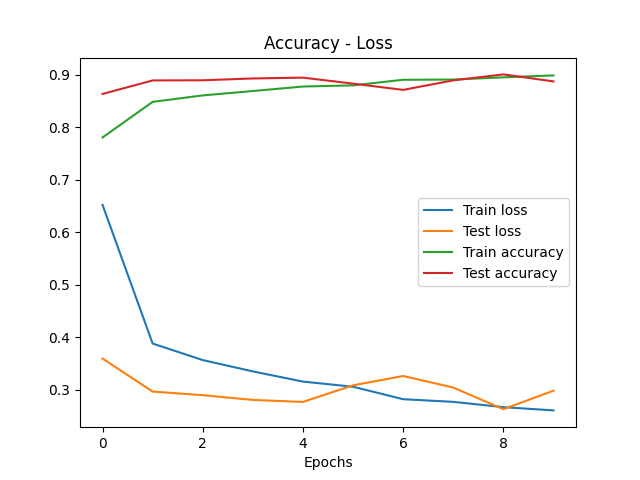 Accuracy - Loss
0.9
0.8
0.7
0.6
0.5
0.4
0.3
Train loss
Test loss
Train accuracy
Test accuracy
0 2 4 6 8
Epochs